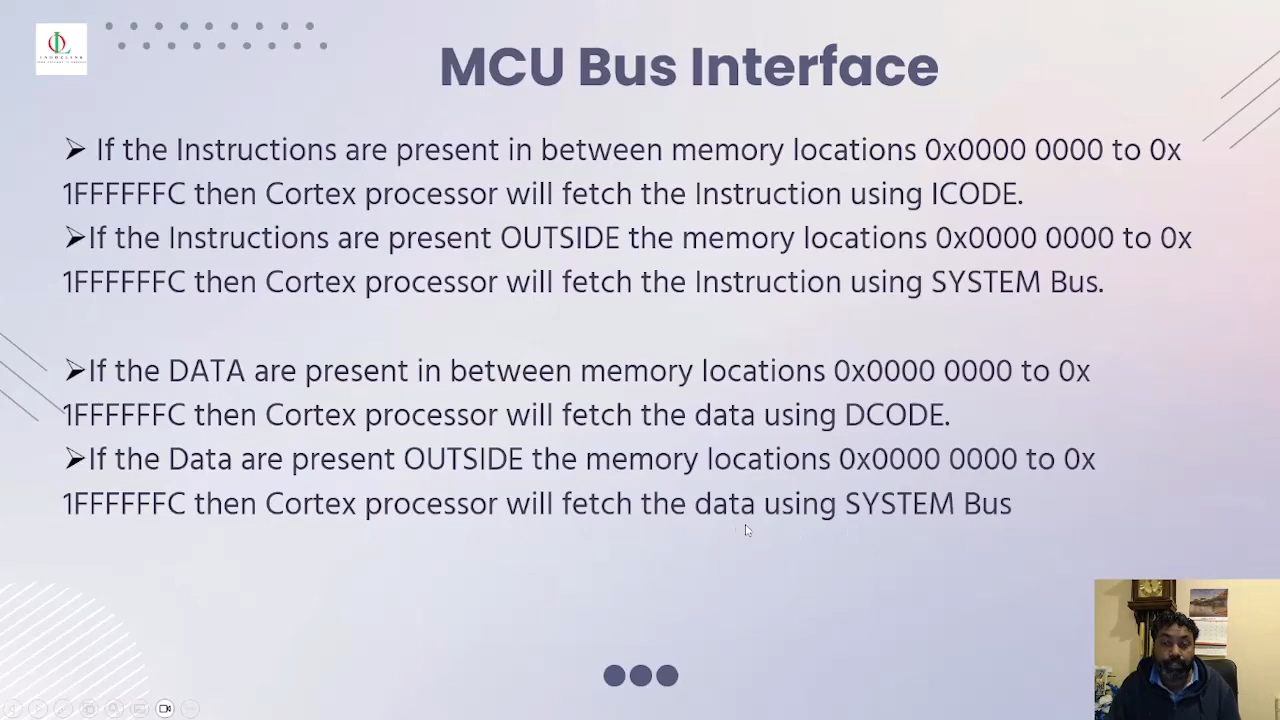 MCU Bus Interface
➢ If the Instructions are present in between memory locations 0x0000 0000 to 0x
1FFFFFFC then Cortex processor will fetch the Instruction using ICODE.
➢If the Instructions are present OUTSIDE the memory locations 0x0000 0000 to 0x
1FFFFFFC then Cortex processor will fetch the Instruction using SYSTEM Bus.
➢If the DATA are present in between memory locations 0x0000 0000 to 0x
1FFFFFFC then Cortex processor will fetch the data using DCODE.
➢If the Data are present OUTSIDE the memory locations 0x0000 0000 to 0x
1FFFFFFC then Cortex processor will fetch the data using SYSTEM Bus